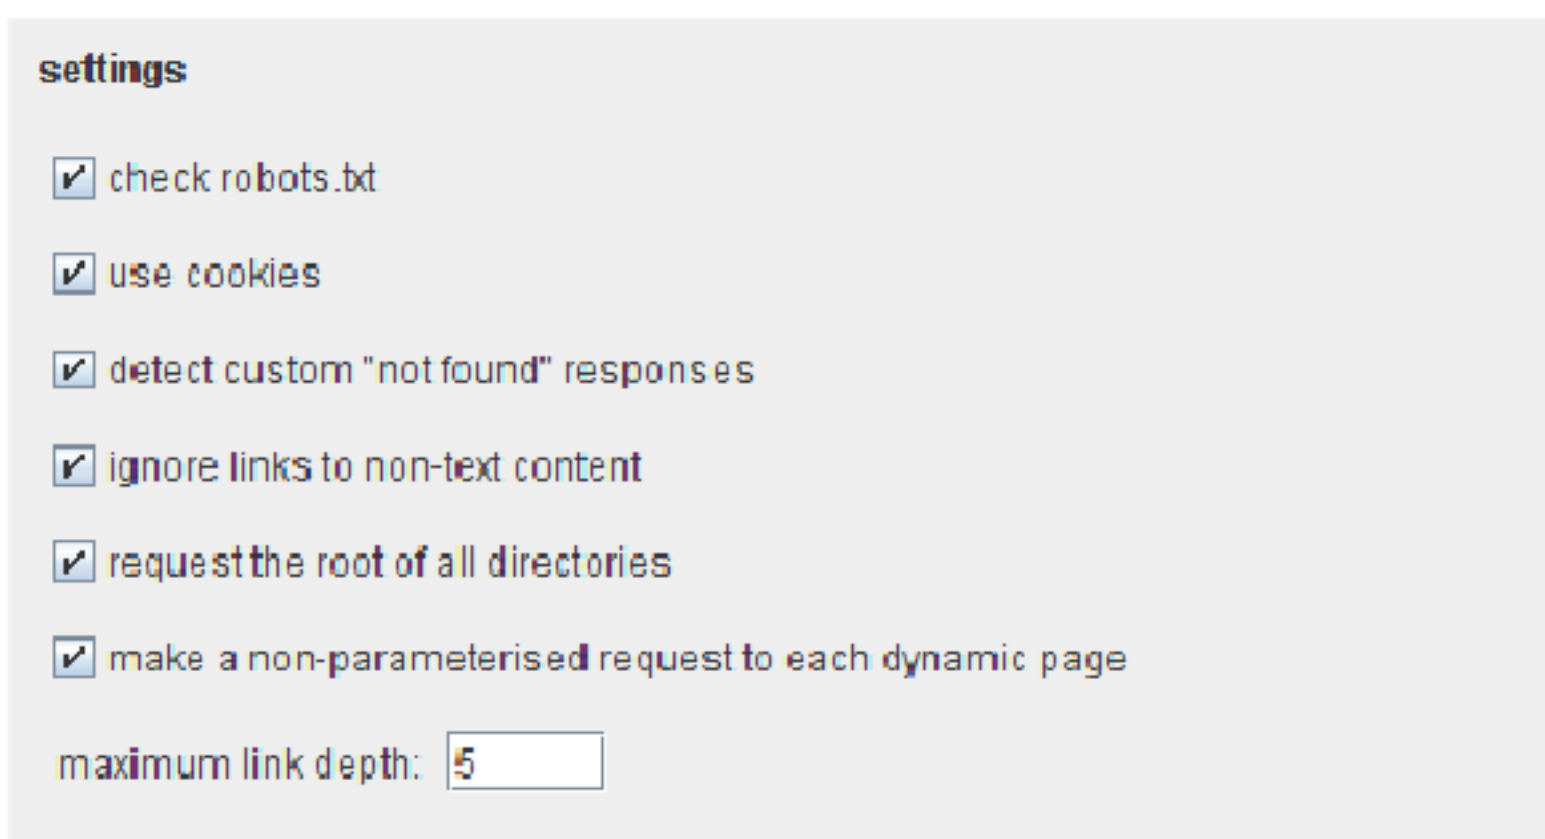 settings
check robots.txt
use cookies
detect custom "not found" responses
ignore links to non-text content
request the root of all directories
make a non-parameterised request to each dynamic page
maximum link depth: 5